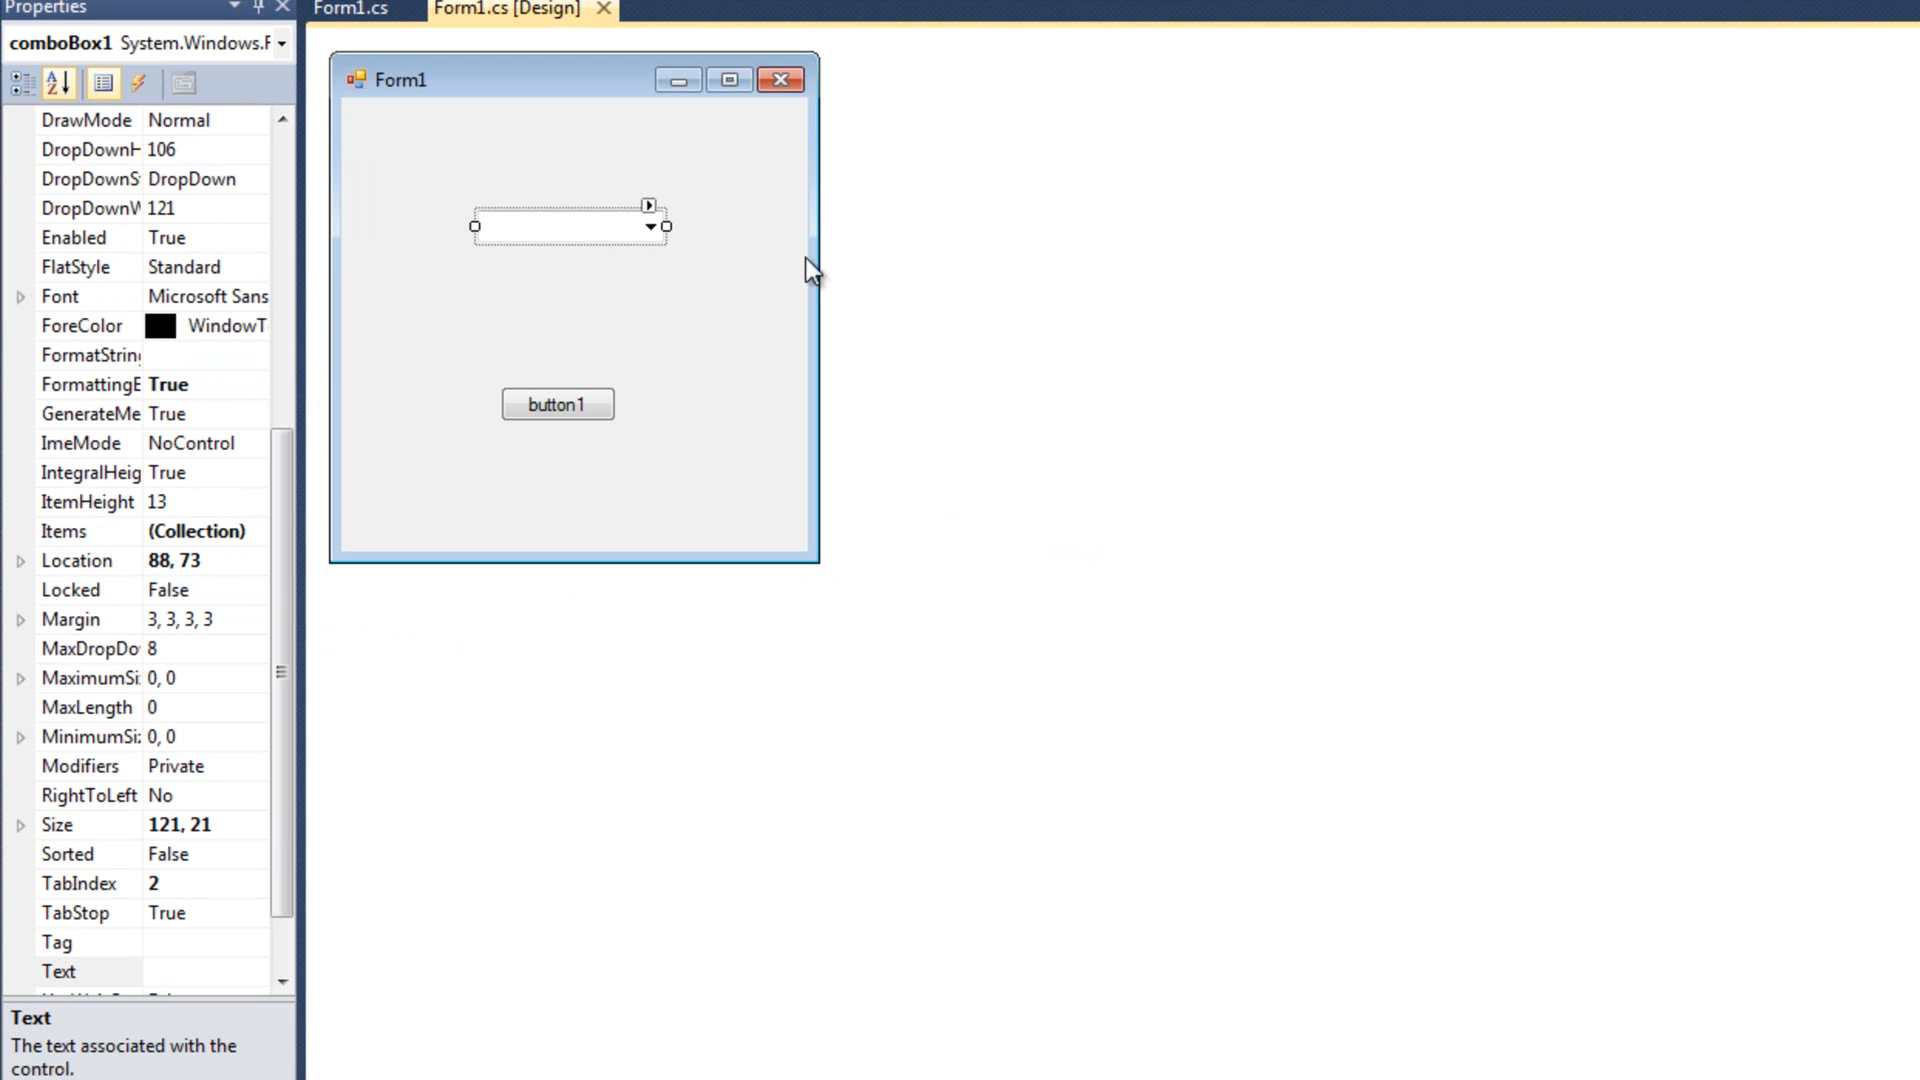 Properties
Form1.cs
Form1.cs [Design]
comboBox1 System.Windows.F
Form1
DrawMode Normal
DropDownH 106
DropDownS DropDown
DropDownW 121
Enabled True
FlatStyle Standard
Font Microsoft Sans
ForeColor WindowT
FormatString
FormattingE True
GenerateMe True
ImeMode NoControl
IntegralHeig True
ItemHeight 13
Items (Collection)
Location 88, 73
Locked False
Margin 3, 3, 3, 3
MaxDropDo 8
MaximumSi 0, 0
MaxLength 0
MinimumSi 0, 0
Modifiers Private
RightToLeft No
Size 121, 21
Sorted False
TabIndex 2
TabStop True
Tag
Text
button1
Text
The text associated with the
control.